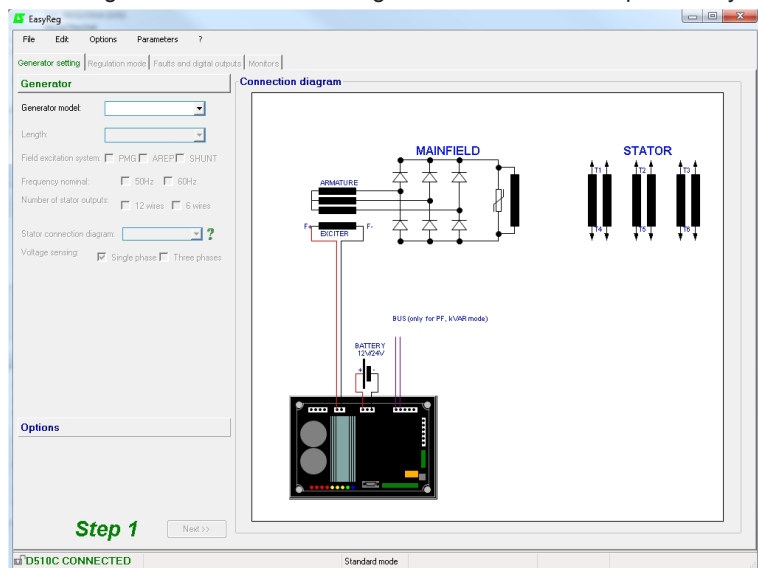 EasyReg
File Edit Options Parameters ?
Generator setting Regulation mode Faults and digital outputs Monitors
Generator
Generator model:
Length:
Field excitation system: PMG AREP SHUNT
Frequency nominal: 50Hz 60Hz
Number of stator outputs: 12 wires 6 wires
Stator connection diagram: ?
Voltage sensing: Single phase Three phases
Options
Step 1 Next >>
Connection diagram
MAINFIELD
STATOR
ARMATURE
T1 T2 T3
F+ EXCITER F-
T4 T5 T6
BUS (only for PF, kVAR mode)
BATTERY
12V/24V
+ -
D510C CONNECTED Standard mode